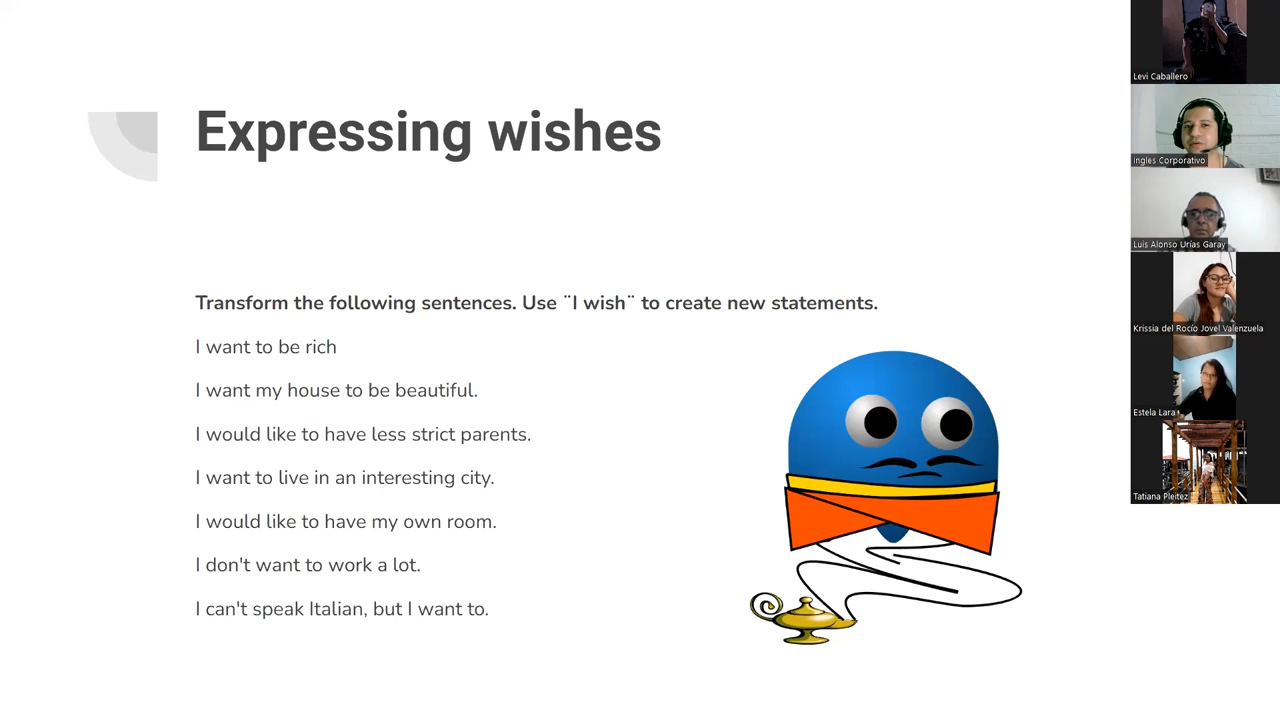 Expressing wishes
Transform the following sentences. Use ¨I wish¨ to create new statements.
I want to be rich
I want my house to be beautiful.
I would like to have less strict parents.
I want to live in an interesting city.
I would like to have my own room.
I don't want to work a lot.
I can't speak Italian, but I want to.
Levi Caballero
Ingles Corporativo
Luis Alonso Urías Garay
Krissia del Rocío Jovel Valenzuela
Estela Lara
Tatiana Pleitez